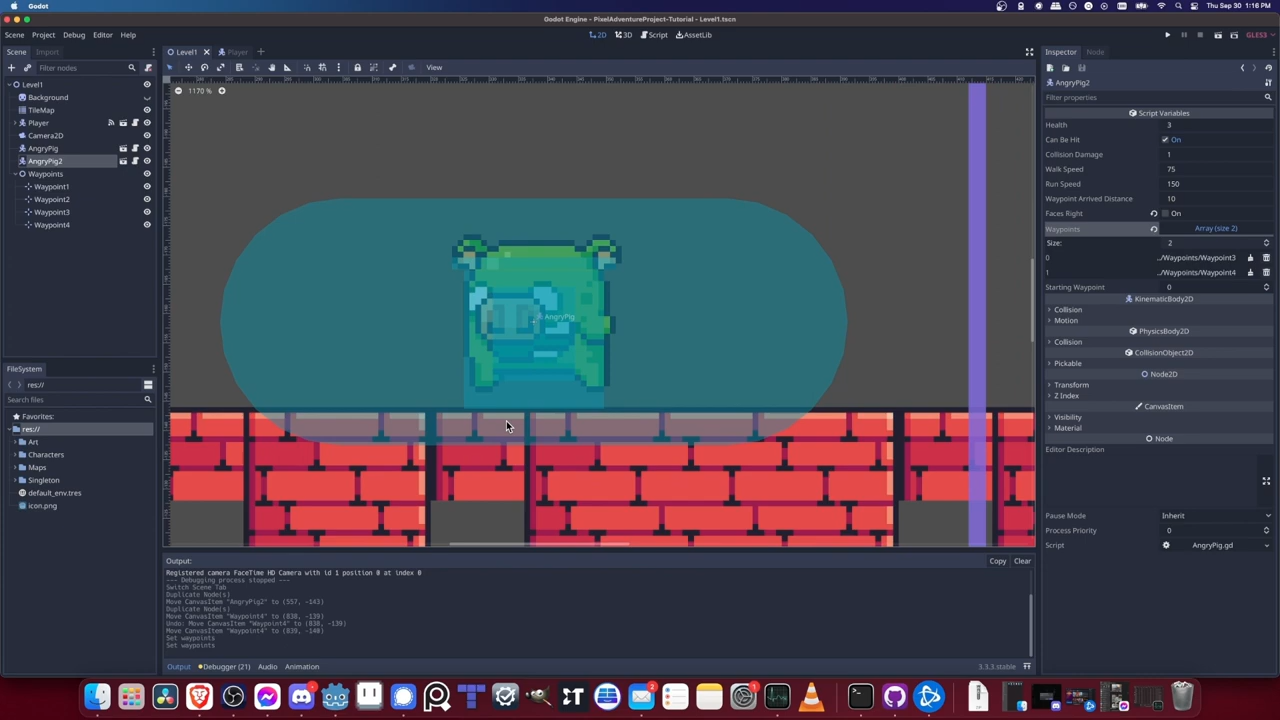 Godot
Thu Sep 30 1:16 PM
Godot Engine - PixelAdventureProject-Tutorial - Level1.tscn
Scene Project Debug Editor Help
2D 3D Script AssetLib
GLES3
Scene Import
Filter nodes
Level1
Background
TileMap
Player
Camera2D
AngryPig
AngryPig2
Waypoints
Waypoint1
Waypoint2
Waypoint3
Waypoint4
FileSystem
res://
Search files
Favorites:
res://
Art
Characters
Maps
Singleton
default_env.tres
icon.png
Level1 Player
View
1170 %
AngryPig
Output:
Copy Clear
Registered camera FaceTime HD Camera with id 1 position 0 at index 0
--- Debugging process stopped ---
Switch Scene Tab
Duplicate Node(s)
Move CanvasItem "AngryPig2" to (557, -143)
Duplicate Node(s)
Move CanvasItem "Waypoint4" to (838, -139)
Undo: Move CanvasItem "Waypoint4" to (838, -139)
Move CanvasItem "Waypoint4" to (839, -140)
Set waypoints
Set waypoints
Output Debugger (21) Audio Animation
3.3.3.stable
Inspector Node
AngryPig2
Filter properties
Script Variables
Health 3
Can Be Hit On
Collision Damage 1
Walk Speed 75
Run Speed 150
Waypoint Arrived Distance 10
Faces Right On
Waypoints Array (size 2)
Size: 2
0 ../Waypoints/Waypoint3
1 ../Waypoints/Waypoint4
Starting Waypoint 0
KinematicBody2D
Collision
Motion
PhysicsBody2D
Collision
CollisionObject2D
Pickable
Node2D
Transform
Z Index
CanvasItem
Visibility
Material
Node
Editor Description
Pause Mode Inherit
Process Priority 0
Script AngryPig.gd